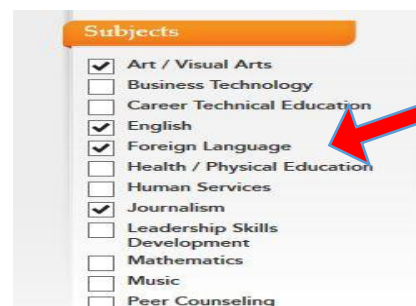 Subjects
Art / Visual Arts
Business Technology
Career Technical Education
English
Foreign Language
Health / Physical Education
Human Services
Journalism
Leadership Skills
Development
Mathematics
Music
Peer Counseling